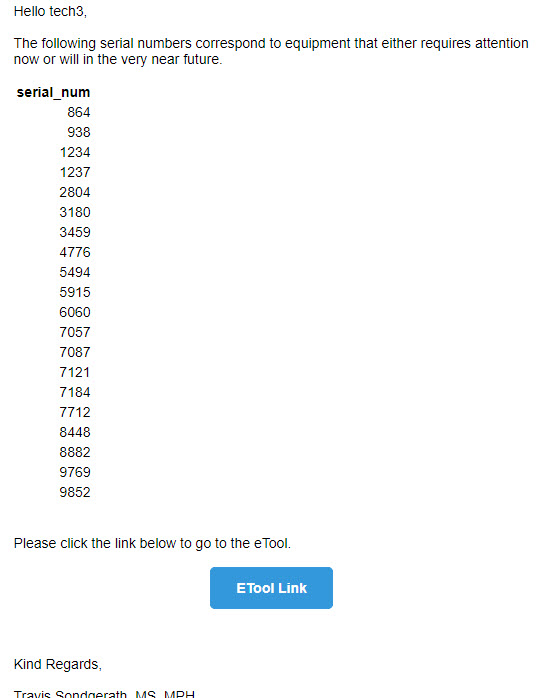 Hello tech3,
The following serial numbers correspond to equipment that either requires attention
now or will in the very near future.
serial_num
864
938
1234
1237
2804
3180
3459
4776
5494
5915
6060
7057
7087
7121
7184
7712
8448
8882
9769
9852
Please click the link below to go to the eTool.
ETool Link
Kind Regards,
Travis Sondgerath, MS, MPH